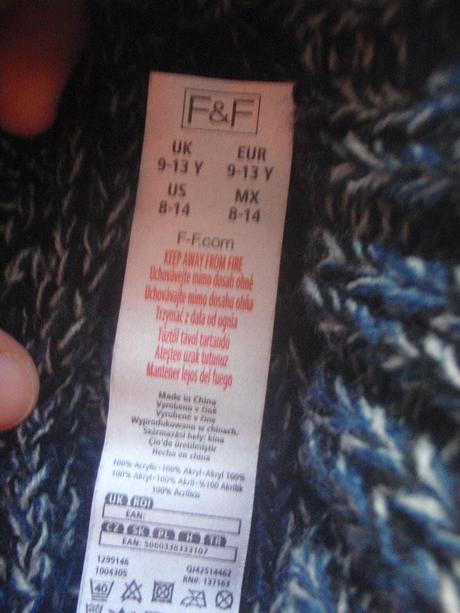 F&F
UK EUR
9-13 Y 9-13 Y
US MX
8-14 8-14
F-F.com
KEEP AWAY FROM FIRE
Uchovávejte mimo dosah ohně
Uchovávajte mimo dosahu ohňa
Trzymać z dala od ognia
Tűztől távol tartandó
Ateşten uzak tutunuz
Mantener lejos del fuego
Made in China
Vyrobeno v číně
Vyrobené v číne
Wyprodukowano w chinach.
Származási hely: kína
Çin'de üretilmiştir
Hecho en china
100% Acrylic·100% Akryl·Akryl 100%
100% Akryl·100% Akril·%100 Akrilik
100% Acrílico
UK ROI
EAN:
CZ SK PL H TR
EAN: 5060338333107
1299146 QJ42514462
1004305 RN#: 137163
40